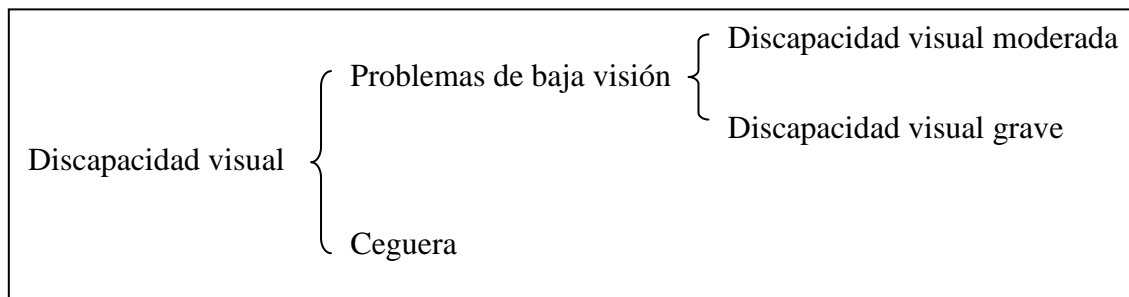 Discapacidad visual moderada
Problemas de baja visión
Discapacidad visual grave
Discapacidad visual
Ceguera